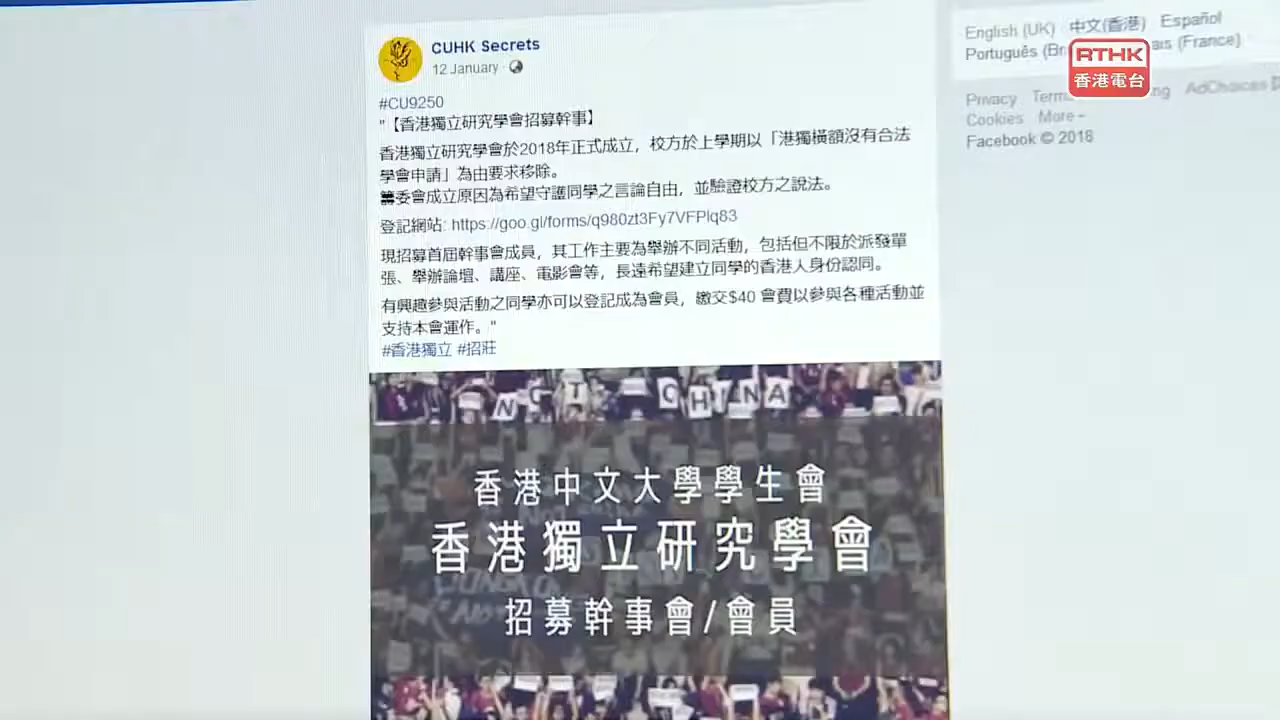 CUHK Secrets
12 January
#CU9250
"【香港獨立研究學會招募幹事】
香港獨立研究學會於2018年正式成立，校方於上學期以「港獨橫額沒有合法
學會申請」為由要求移除。
籌委會成立原因為希望守護同學之言論自由，並驗證校方之說法。
登記網站: https://goo.gl/forms/q980zt3Fy7VFPlq83
現招募首屆幹事會成員，其工作主要為舉辦不同活動，包括但不限於派發單
張、舉辦論壇、講座、電影會等，長遠希望建立同學的香港人身份認同。
有興趣參與活動之同學亦可以登記成為會員，繳交$40 會費以參與各種活動並
支持本會運作。"
#香港獨立 #招莊
NOT CHINA
香港中文大學學生會
香港獨立研究學會
招募幹事會/會員
English (UK) 中文(香港) Español
Português (France)
RTHK
香港電台
Privacy AdChoices
Cookies More
Facebook © 2018